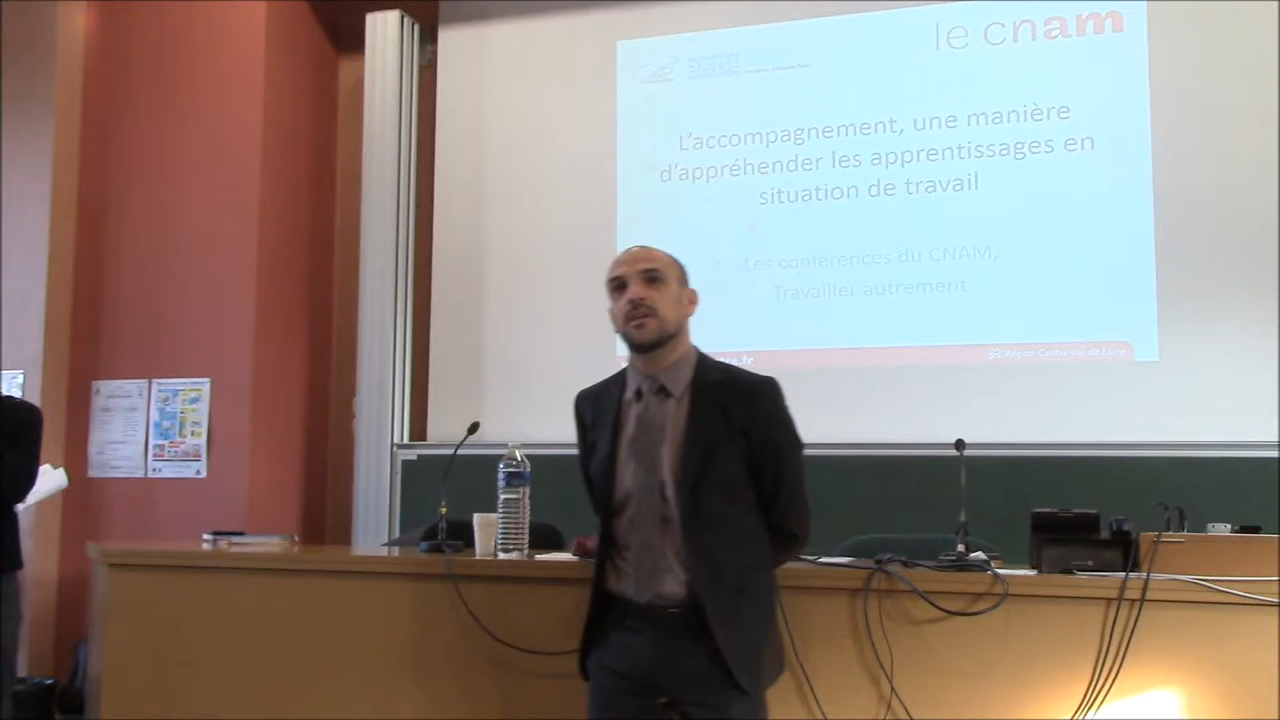 le cnam
L'accompagnement, une manière
d'appréhender les apprentissages en
situation de travail
Les conférences du CNAM,
Travailler autrement
Région Centre-Val de Loire